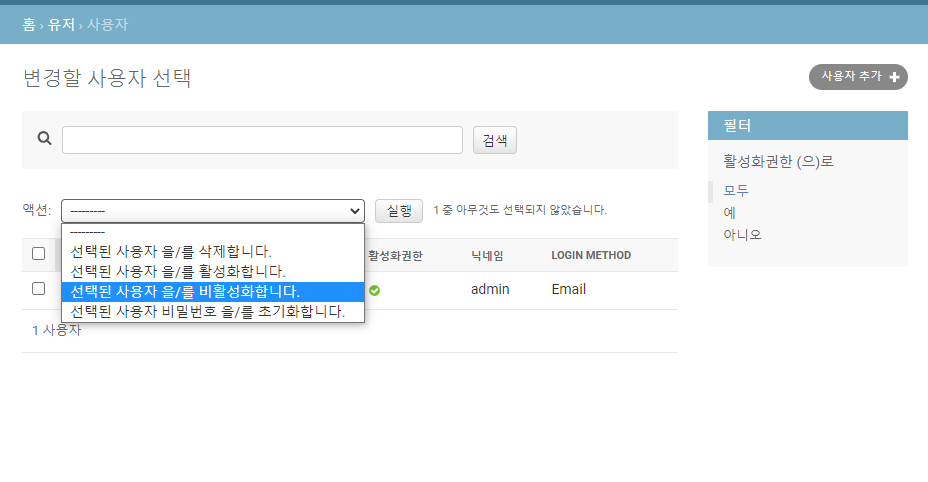 홈 › 유저 › 사용자
변경할 사용자 선택
사용자 추가
검색
필터
활성화권한 (으)로
모두
예
아니오
액션: --------- 실행 1 중 아무것도 선택되지 않았습니다.
---------
선택된 사용자 을/를 삭제합니다.
선택된 사용자 을/를 활성화합니다.
선택된 사용자 을/를 비활성화합니다.
선택된 사용자 비밀번호 을/를 초기화합니다.
활성화권한 닉네임 LOGIN METHOD
admin Email
1 사용자